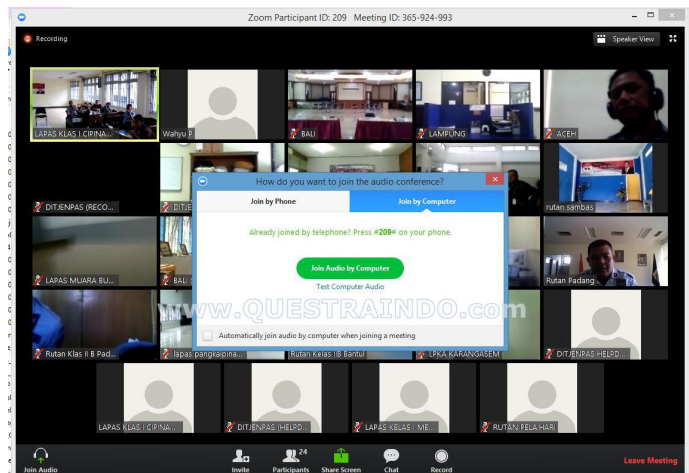 Zoom Participant ID: 209 Meeting ID: 365-924-993
Recording
Speaker View
LAPAS KLAS I CIPINA...
Wahyu P
BALI
LAMPUNG
ACEH
DITJENPAS (RECO...
DITJE
rutan sambas
How do you want to join the audio conference?
Join by Phone
Join by Computer
Already joined by telephone? Press #209# on your phone.
Join Audio by Computer
Test Computer Audio
Automatically join audio by computer when joining a meeting
LAPAS MUARA BU...
BALI
Rutan Padang
www.QUESTRAINDO.com
Rutan Klas II B Pad...
lapas pangkalpina...
Rutan Kelas IIB Bantul
LPKA KARANGASEM
DITJENPAS HELPD...
LAPAS KLAS I CIPINA...
DITJENPAS (HELPD...
LAPAS KELAS I ME...
RUTAN PELAIHARI
24
Join Audio
Invite
Participants
Share Screen
Chat
Record
Leave Meeting